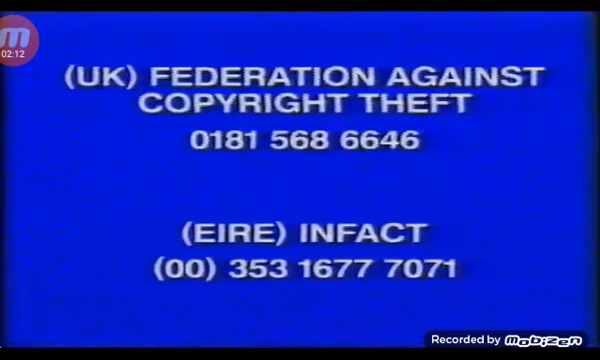 m
02:12
(UK) FEDERATION AGAINST
COPYRIGHT THEFT
0181 568 6646
(EIRE) INFACT
(00) 353 1677 7071
Recorded by mobizen